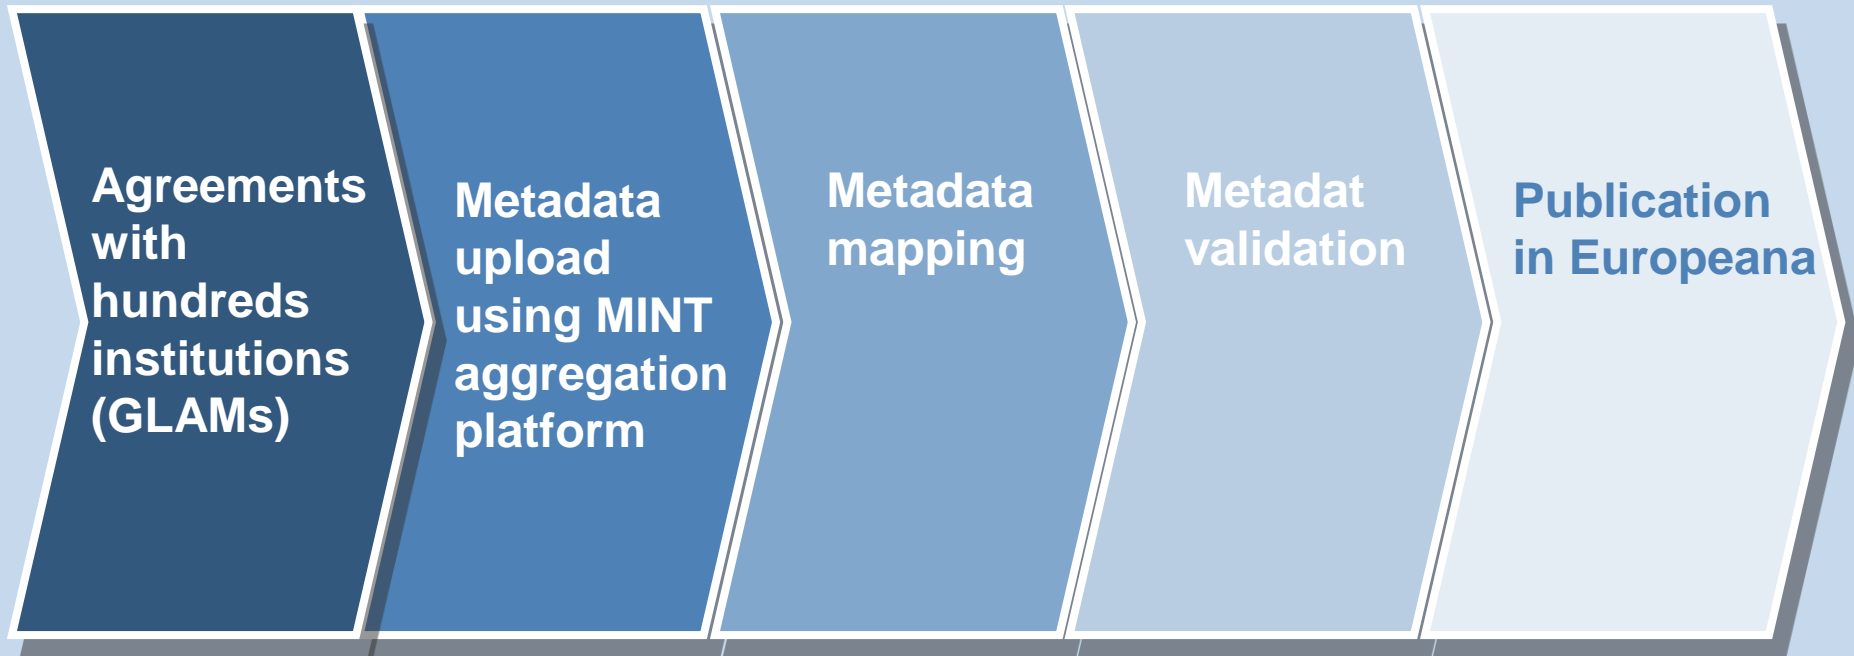 Agreements
with
hundreds
institutions
(GLAMs)
Metadata
upload
using MINT
aggregation
platform
Metadata
mapping
Metadat
validation
Publication
in Europeana